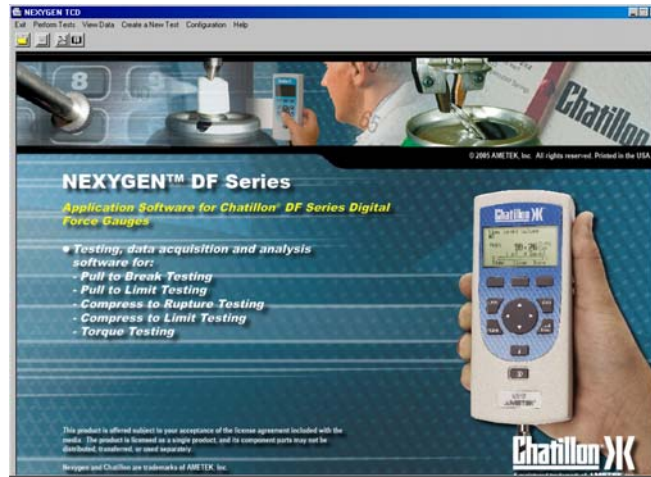 NEXYGEN TCD
Exit Perform Tests View Data Create a New Test Configuration Help
8
9
65
Chatillon
© 2005 AMETEK, Inc. All rights reserved. Printed in the USA
NEXYGEN™ DF Series
Application Software for Chatillon® DF Series Digital
Force Gauges
• Testing, data acquisition and analysis
software for:
- Pull to Break Testing
- Pull to Limit Testing
- Compress to Rupture Testing
- Compress to Limit Testing
- Torque Testing
Chatillon
AMETEK
This product is offered subject to your acceptance of the license agreement included with the
media. The product is licensed as a single product, and its component parts may not be
distributed, transferred, or used separately.
Nexygen and Chatillon are trademarks of AMETEK, Inc.
Chatillon